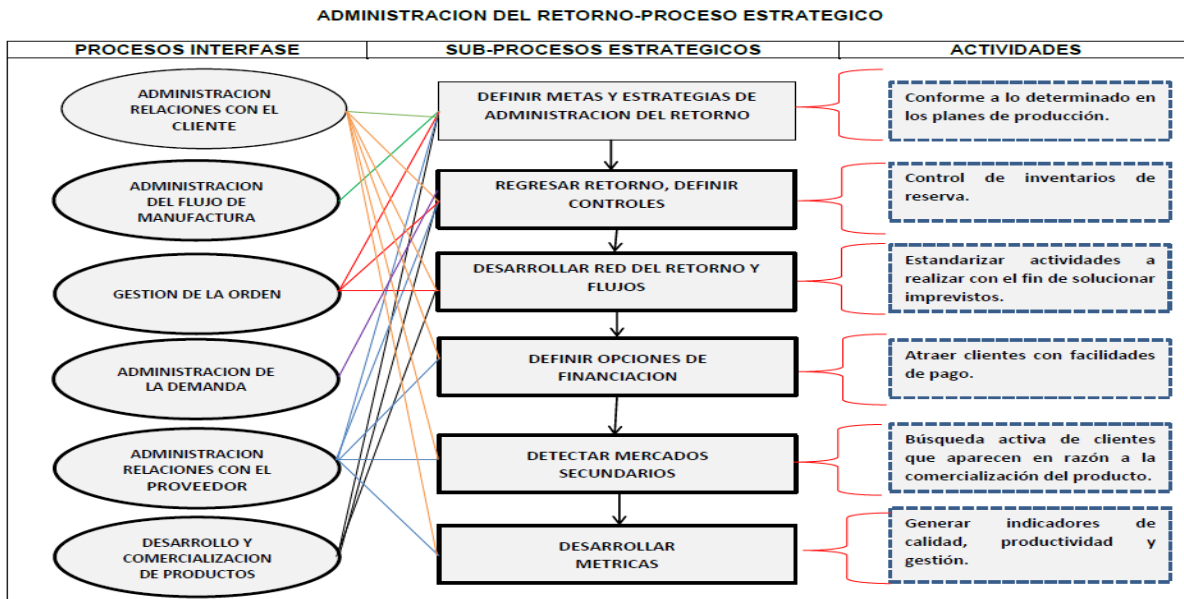 ADMINISTRACION DEL RETORNO-PROCESO ESTRATEGICO
PROCESOS INTERFASE
SUB-PROCESOS ESTRATEGICOS
ACTIVIDADES
ADMINISTRACION
RELACIONES CON EL
CLIENTE
DEFINIR METAS Y ESTRATEGIAS DE
ADMINISTRACION DEL RETORNO
Conforme a lo determinado en
los planes de producción.
ADMINISTRACION
DEL FLUJO DE
MANUFACTURA
REGRESAR RETORNO, DEFINIR
CONTROLES
Control de inventarios de
reserva.
GESTION DE LA ORDEN
DESARROLLAR RED DEL RETORNO Y
FLUJOS
Estandarizar actividades a
realizar con el fin de solucionar
imprevistos.
ADMINISTRACION DE
LA DEMANDA
DEFINIR OPCIONES DE
FINANCIACION
Atraer clientes con facilidades
de pago.
ADMINISTRACION
RELACIONES CON EL
PROVEEDOR
DETECTAR MERCADOS
SECUNDARIOS
Búsqueda activa de clientes
que aparecen en razón a la
comercialización del producto.
DESARROLLO Y
COMERCIALIZACION
DE PRODUCTOS
DESARROLLAR
METRICAS
Generar indicadores de
calidad, productividad y
gestión.